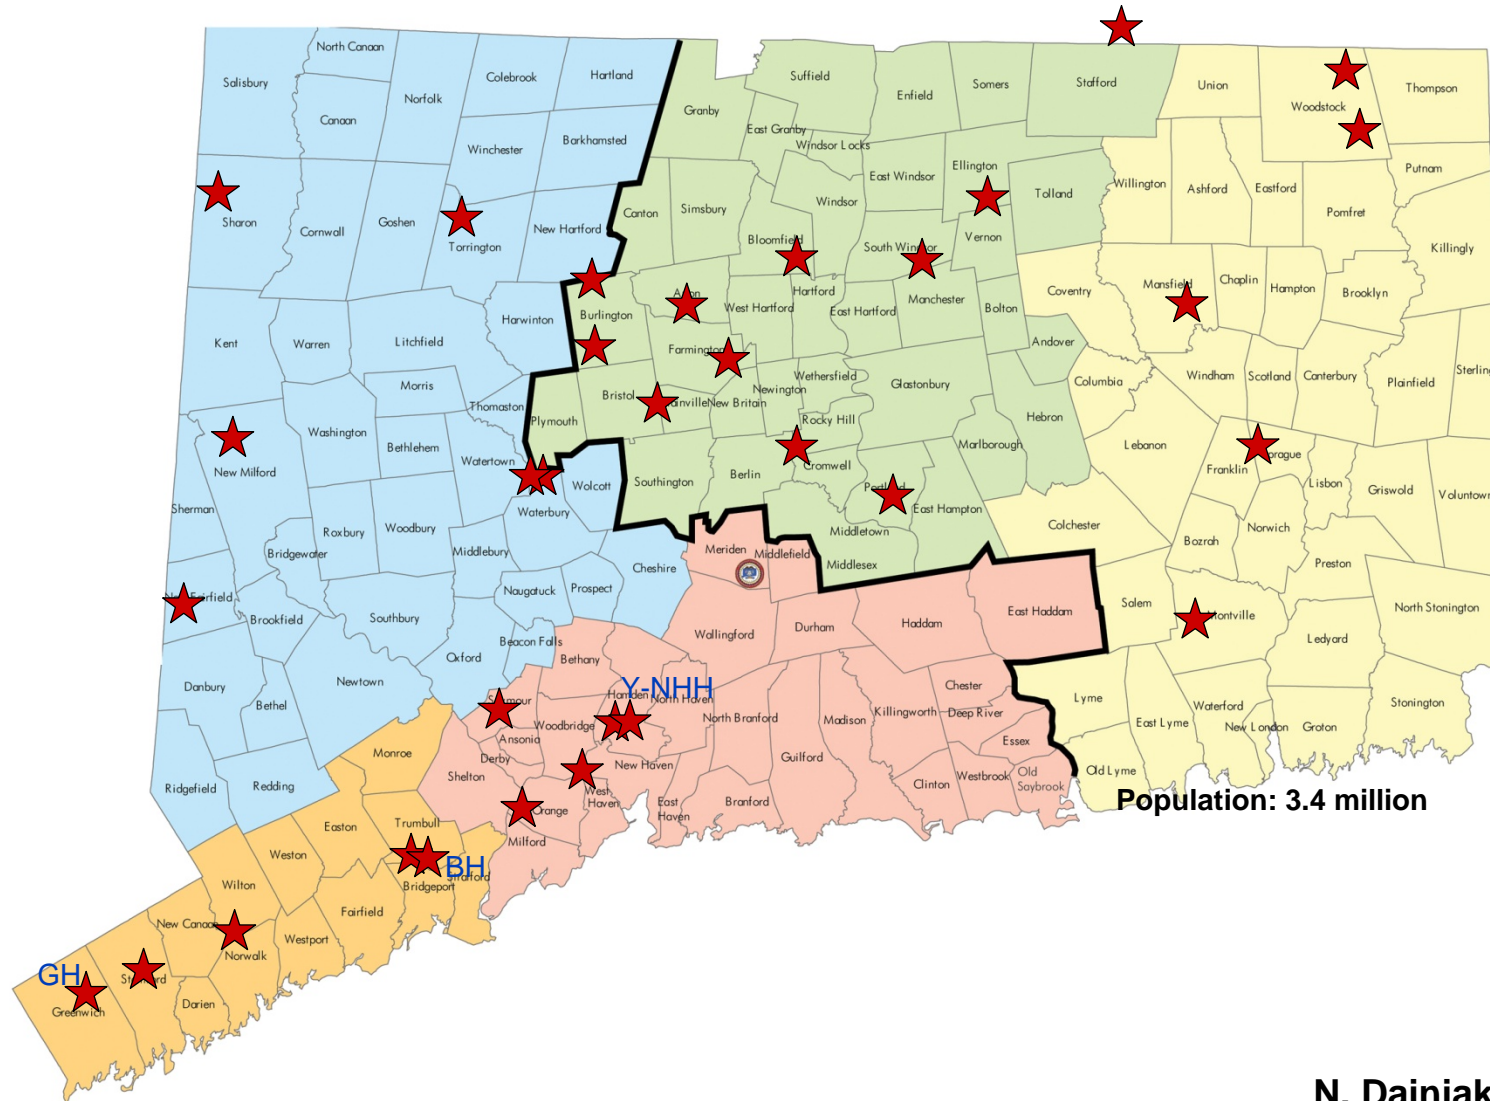 North Canaan
Salisbury
Canaan
Norfolk
Colebrook
Hartland
Winchester
Barkhamsted
Sharon
Cornwall
Goshen
Torrington
New Hartford
Kent
Warren
Litchfield
Harwinton
Morris
Thomaston
Washington
Bethlehem
Watertown
New Milford
Wolcott
Sherman
Roxbury
Woodbury
Waterbury
Bridgewater
Middlebury
Cheshire
Naugatuck
Prospect
Brookfield
Southbury
Beacon Falls
Oxford
Danbury
Newtown
Bethel
Ridgefield
Redding
Suffield
Granby
Enfield
Somers
Stafford
East Granby
Windsor Locks
Ellington
East Windsor
Tolland
Canton
Simsbury
Windsor
Bloomfield
South Windsor
Vernon
Burlington
West Hartford
Hartford
East Hartford
Manchester
Bolton
Farmington
Andover
Wethersfield
Newington
Glastonbury
Bristol
New Britain
Plymouth
Rocky Hill
Hebron
Marlborough
Cromwell
Southington
Berlin
East Hampton
Middletown
Middlesex
Union
Thompson
Woodstock
Putnam
Willington
Ashford
Eastford
Pomfret
Killingly
Coventry
Mansfield
Chaplin
Hampton
Brooklyn
Columbia
Windham
Scotland
Canterbury
Plainfield
Sterling
Lebanon
Franklin
Lisbon
Griswold
Voluntown
Colchester
Bozrah
Norwich
Preston
Salem
North Stonington
Ledyard
Lyme
Waterford
Stonington
East Lyme
New London
Groton
Old Lyme
Meriden
Middlefield
Wallingford
Durham
Haddam
East Haddam
Bethany
Hamden
Y-NHH
North Haven
Chester
Deep River
Killingworth
Madison
North Branford
Woodbridge
Ansonia
Derby
Essex
Shelton
New Haven
Guilford
Clinton
Westbrook
Old
Saybrook
West
Haven
Orange
East
Haven
Branford
Milford
Monroe
Trumbull
Easton
Weston
BH
Stratford
Bridgeport
Wilton
Fairfield
New Canaan
Westport
Norwalk
GH
Darien
Greenwich
Population: 3.4 million
N. Dainiak